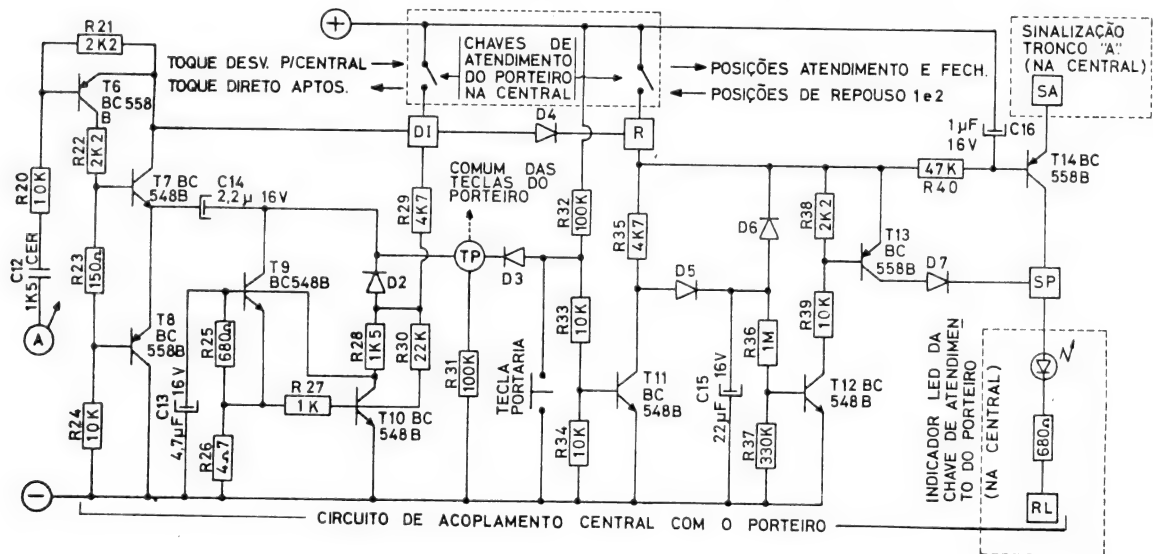 R21
2K2
T6
BC 558
B
R22
2K2
R20
10K
C12
CER
1K5
A
R23
150Ω
R24
10K
TOQUE DESV. P/CENTRAL
TOQUE DIRETO APTOS.
+
CHAVES DE
ATENDIMENTO
DO PORTEIRO
NA CENTRAL
POSIÇÕES ATENDIMENTO E FECH.
POSIÇÕES DE REPOUSO 1e2
SINALIZAÇÃO
TRONCO "A"
(NA CENTRAL)
SA
DI
D4
R
1µF
16V
C16
T14 BC
558B
47K
R40
T7 BC
548B
C14
2,2µ 16V
R29
4K7
COMUM DAS
TECLAS DO
PORTEIRO
R32
100K
R35
4K7
D6
R38
2K2
T13
BC
558B
D7
SP
T9
BC548B
D2
TP
D3
D5
T8
BC
558B
R25
680Ω
C13
4,7µF 16V
R26
4Ω7
R27
1K
R28
1K5
R30
22K
T10 BC
548B
R31
100K
TECLA
PORTARIA
R33
10K
R34
10K
T11
BC
548B
C15
22µF 16V
R36
1M
R37
330K
R39
10K
T12 BC
548B
INDICADOR LED DA
CHAVE DE ATENDIMEN
TO DO PORTEIRO
(NA CENTRAL)
680Ω
RL
−
CIRCUITO DE ACOPLAMENTO CENTRAL COM O PORTEIRO